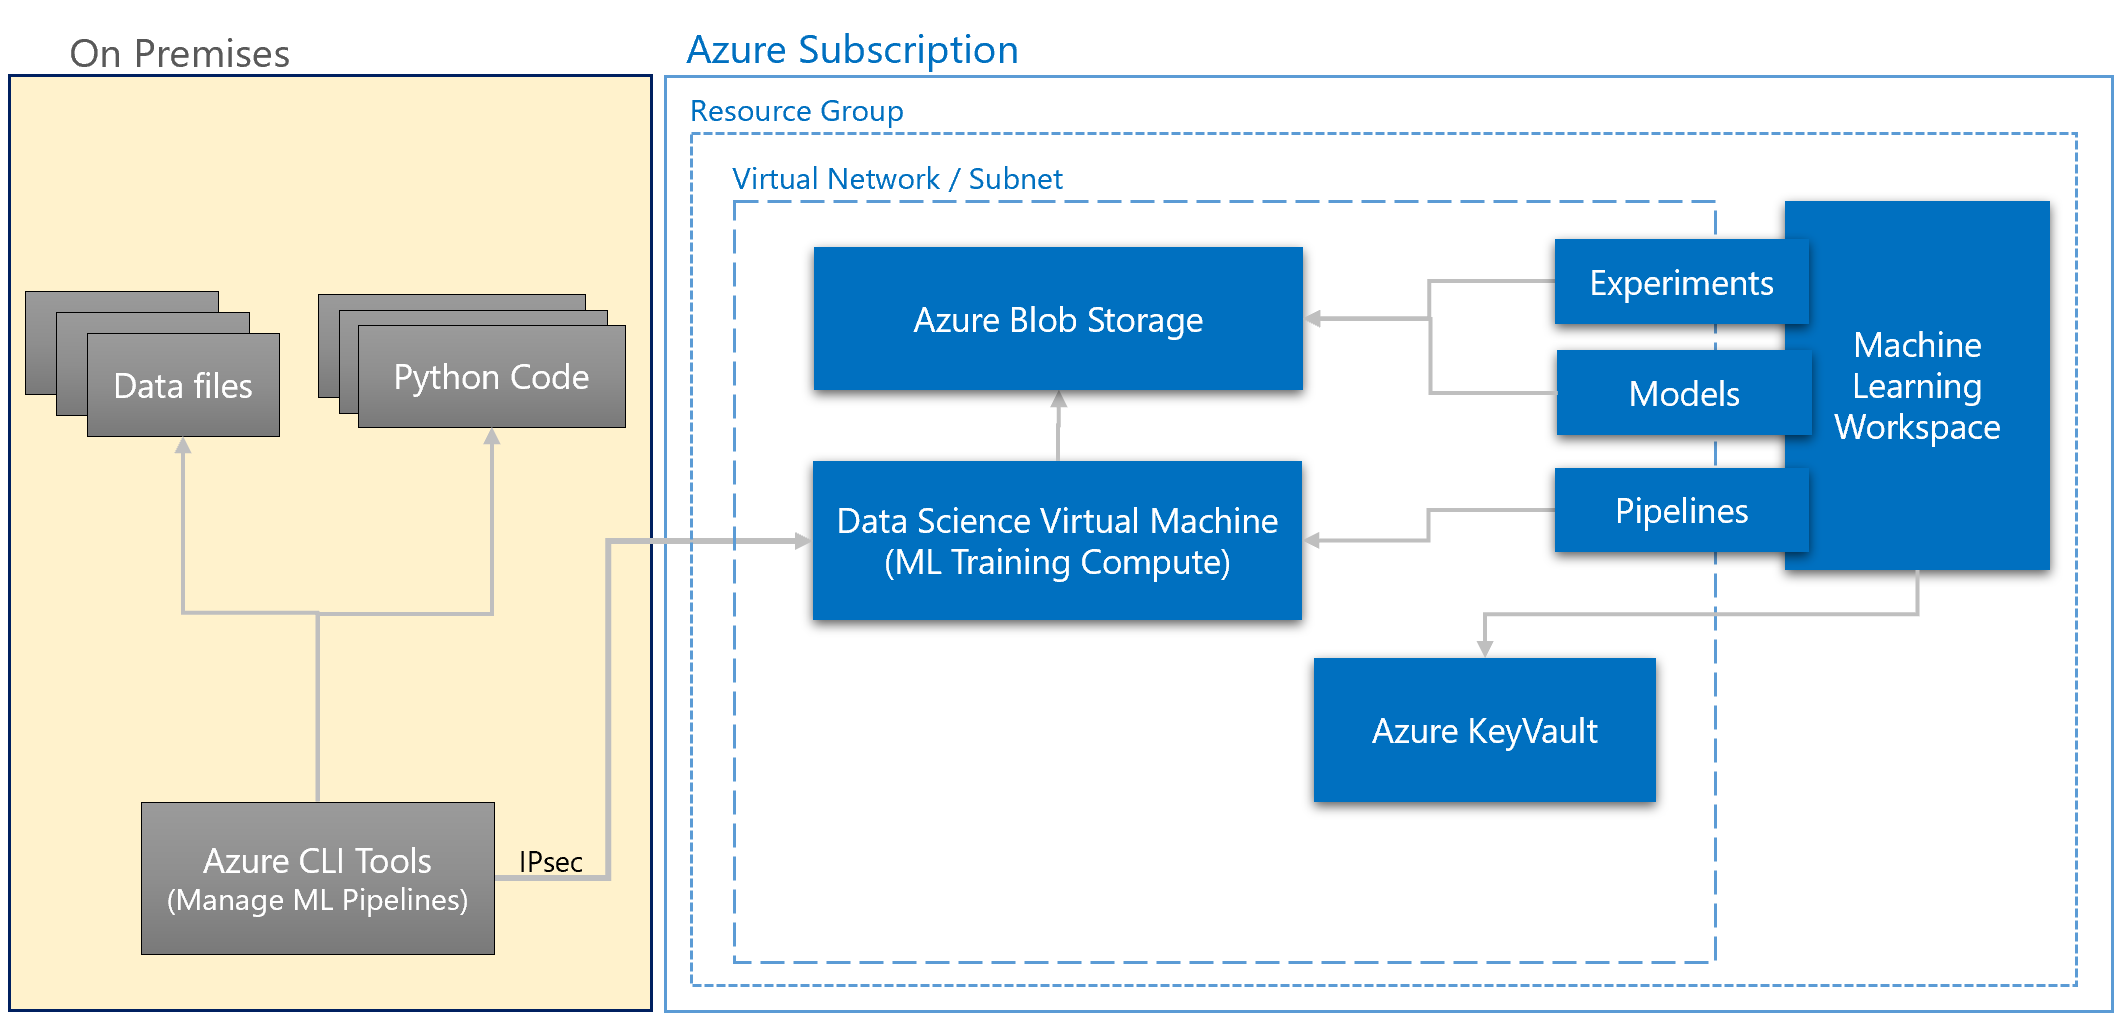 On Premises
Azure Subscription
Resource Group
Virtual Network / Subnet
Data files
Python Code
Azure CLI Tools
(Manage ML Pipelines)
IPsec
Azure Blob Storage
Data Science Virtual Machine
(ML Training Compute)
Experiments
Models
Pipelines
Machine
Learning
Workspace
Azure KeyVault